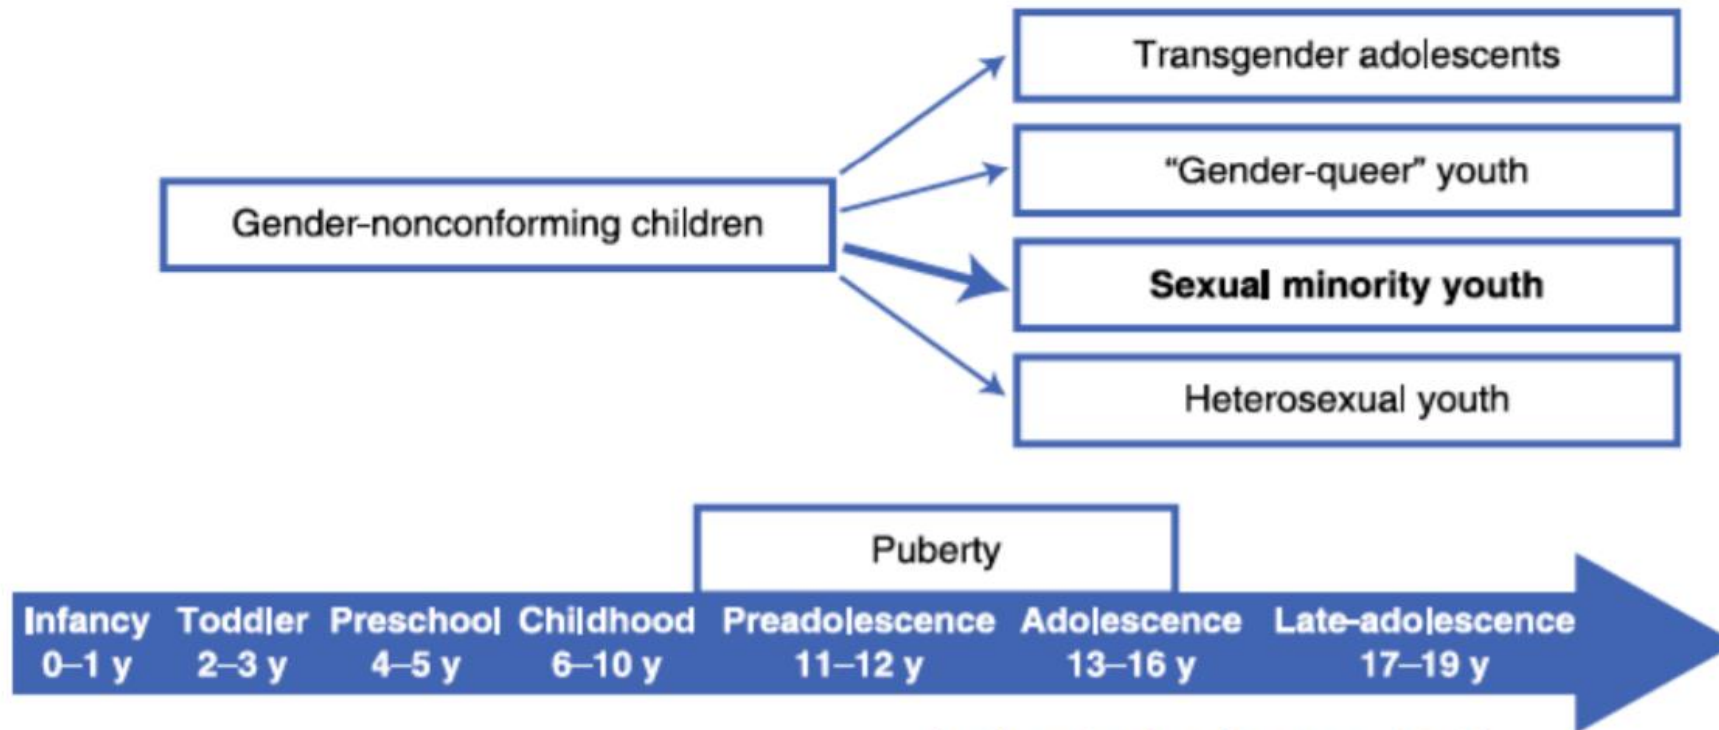 Transgender adolescents
"Gender-queer" youth
Gender-nonconforming children
Sexual minority youth
Heterosexual youth
Puberty
Infancy Toddler Preschool Childhood Preadolescence Adolescence Late-adolescence
0–1 y 2–3 y 4–5 y 6–10 y 11–12 y 13–16 y 17–19 y